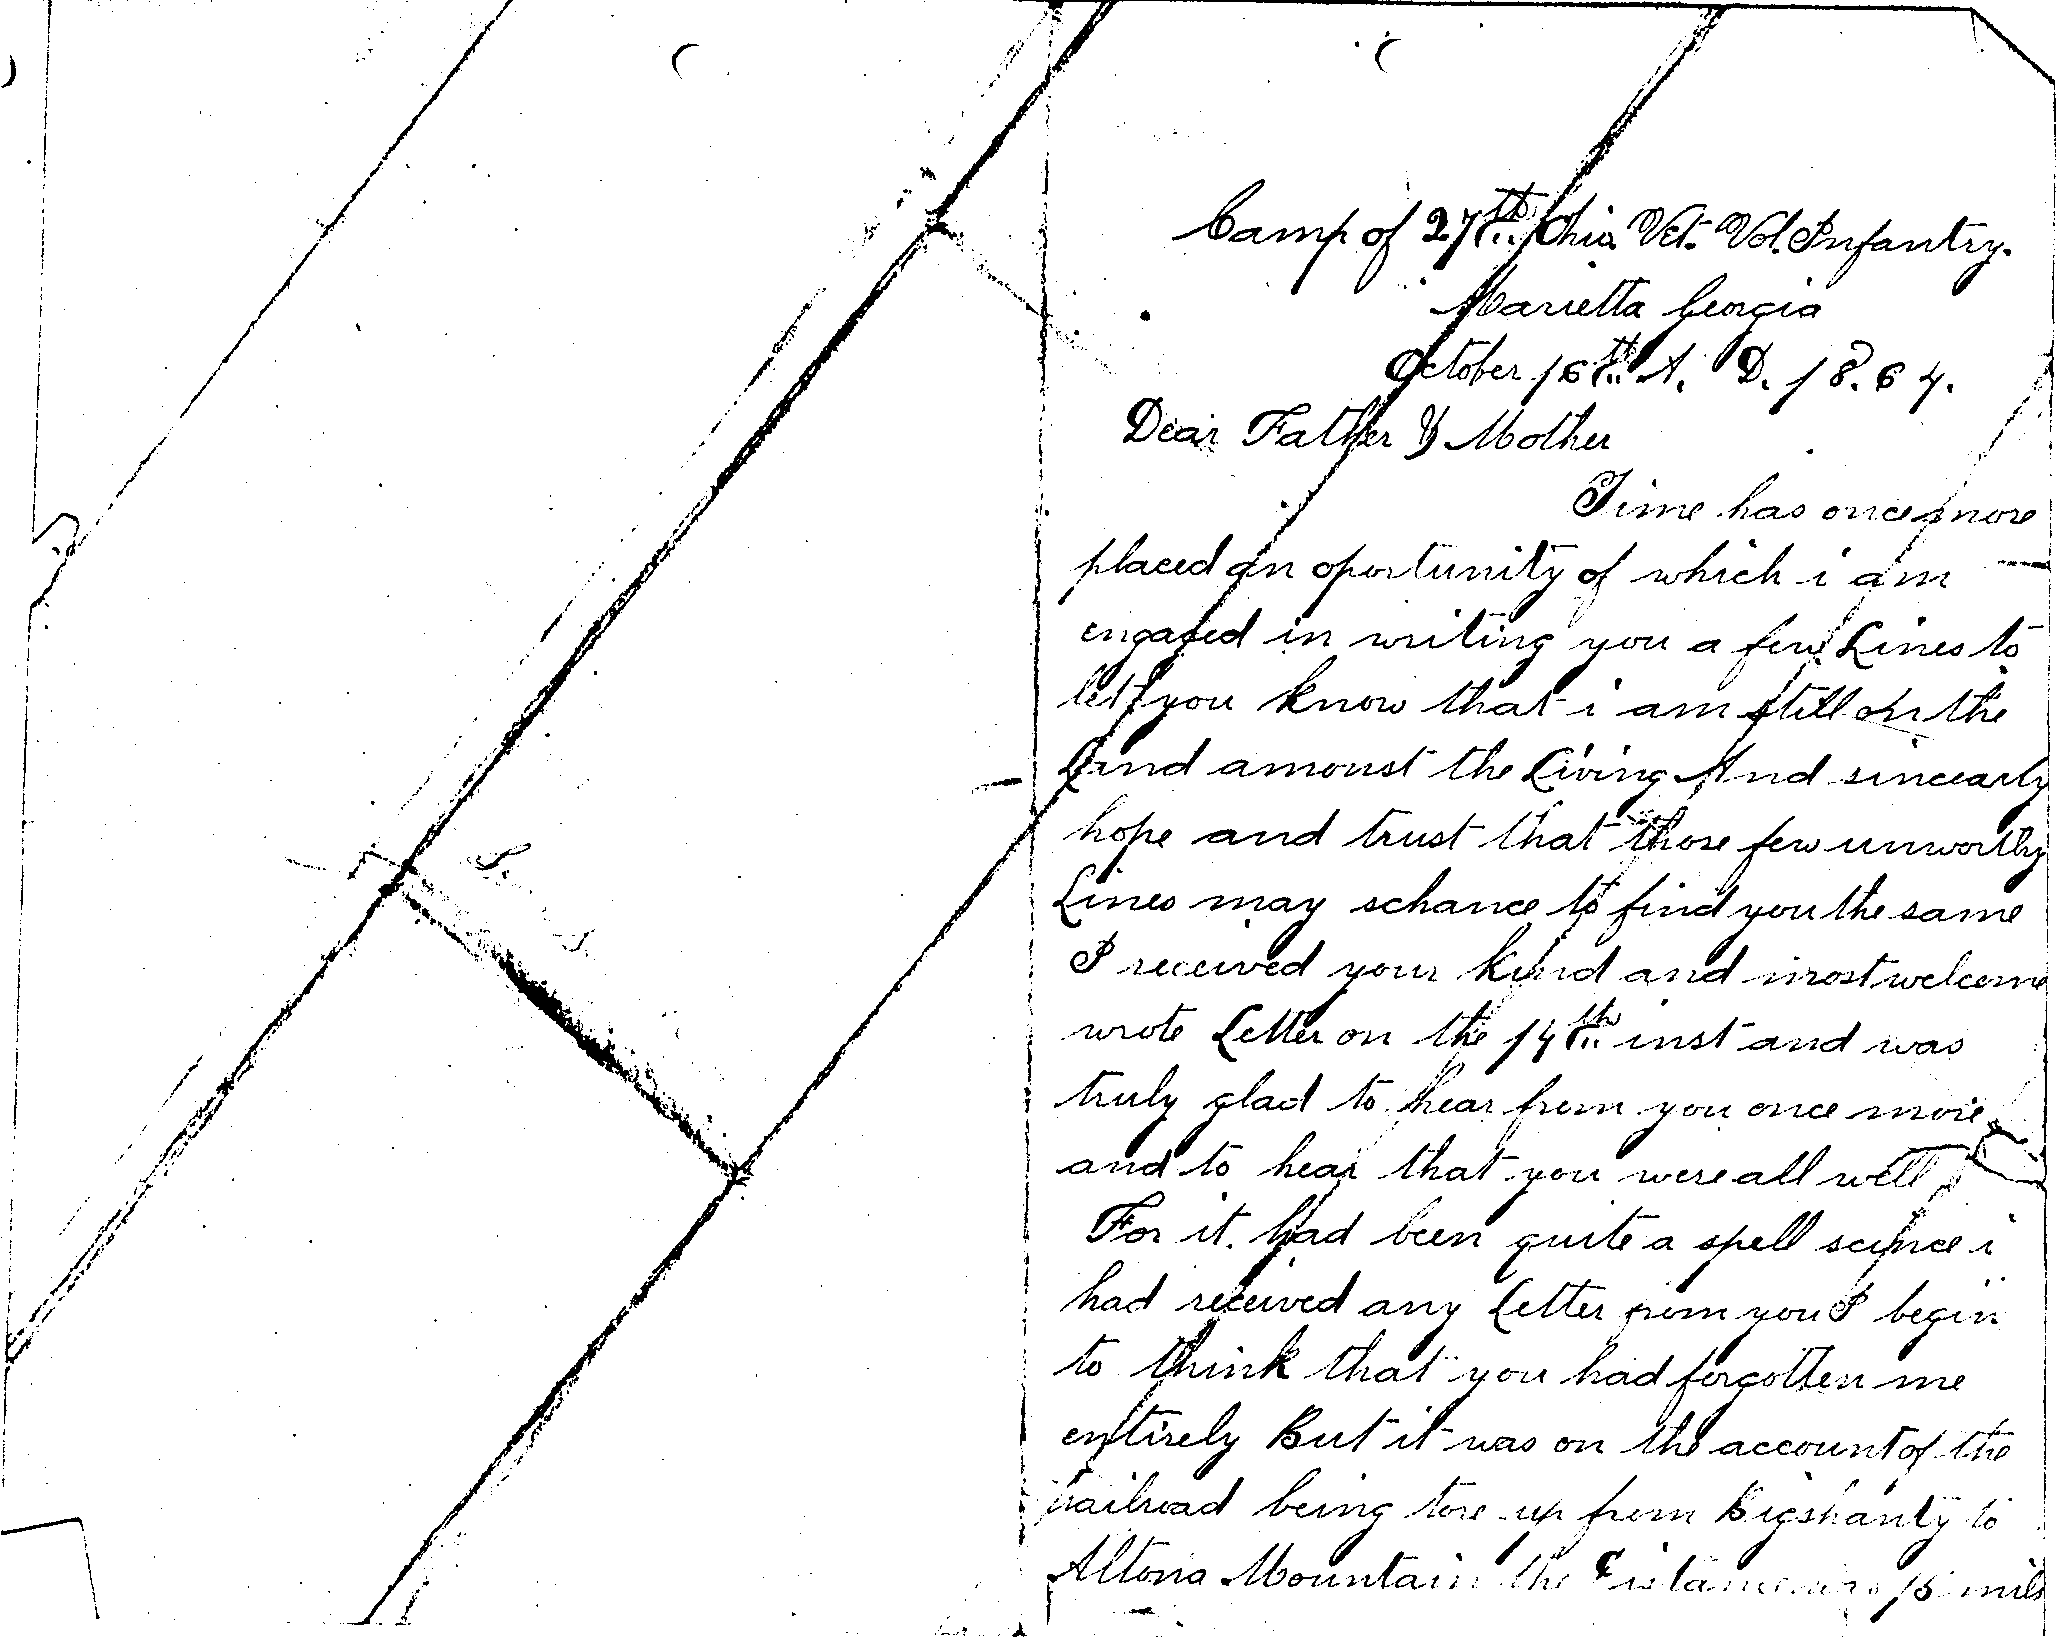 Camp of 27th Ohio Vet. Vol. Infantry.
Marietta Georgia
October 16th A. D. 18.64.
Dear Father & Mother
Time has once more
placed an oportunity of which i am
engaged in writing you a few Lines to
let you know that i am still on the
Land amonst the Living And sincearly
hope and trust that those few unworthy
Lines may schance to find you the same
I received your kind and most welcome
wrote Letter on the 14th inst and was
truly glad to hear from you once more
and to hear that you were all well
For it. had been quite a spell scince i
had received any Letter from you I begin
to think that you had forgotten me
entirely But it was on the account of the
railroad being tore up from Bigshanty to
Altona Mountain the distance 15 mils